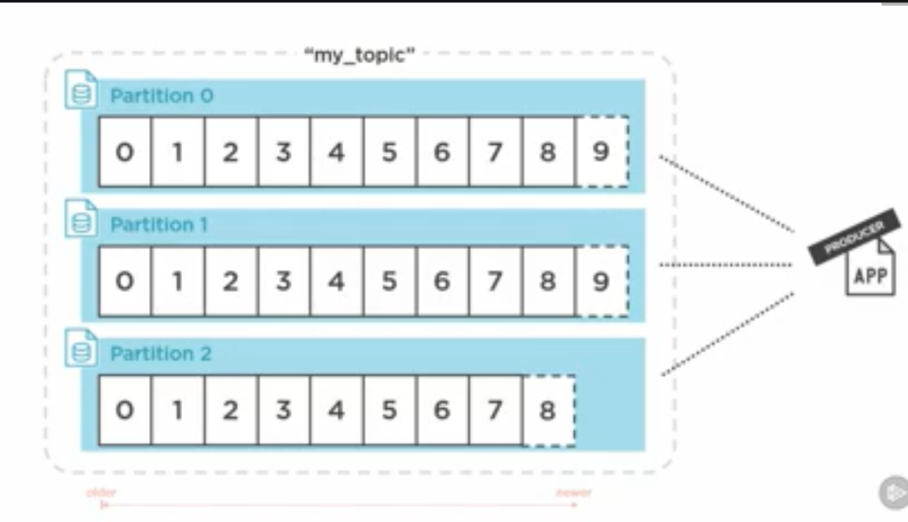 "my_topic"
Partition 0
0 1 2 3 4 5 6 7 8 9
Partition 1
0 1 2 3 4 5 6 7 8 9
PRODUCER
APP
Partition 2
0 1 2 3 4 5 6 7 8
older newer